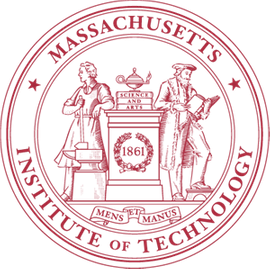 MASSACHUSETTS
INSTITUTE OF TECHNOLOGY
SCIENCE
AND
ARTS
1861
MENS ET MANUS